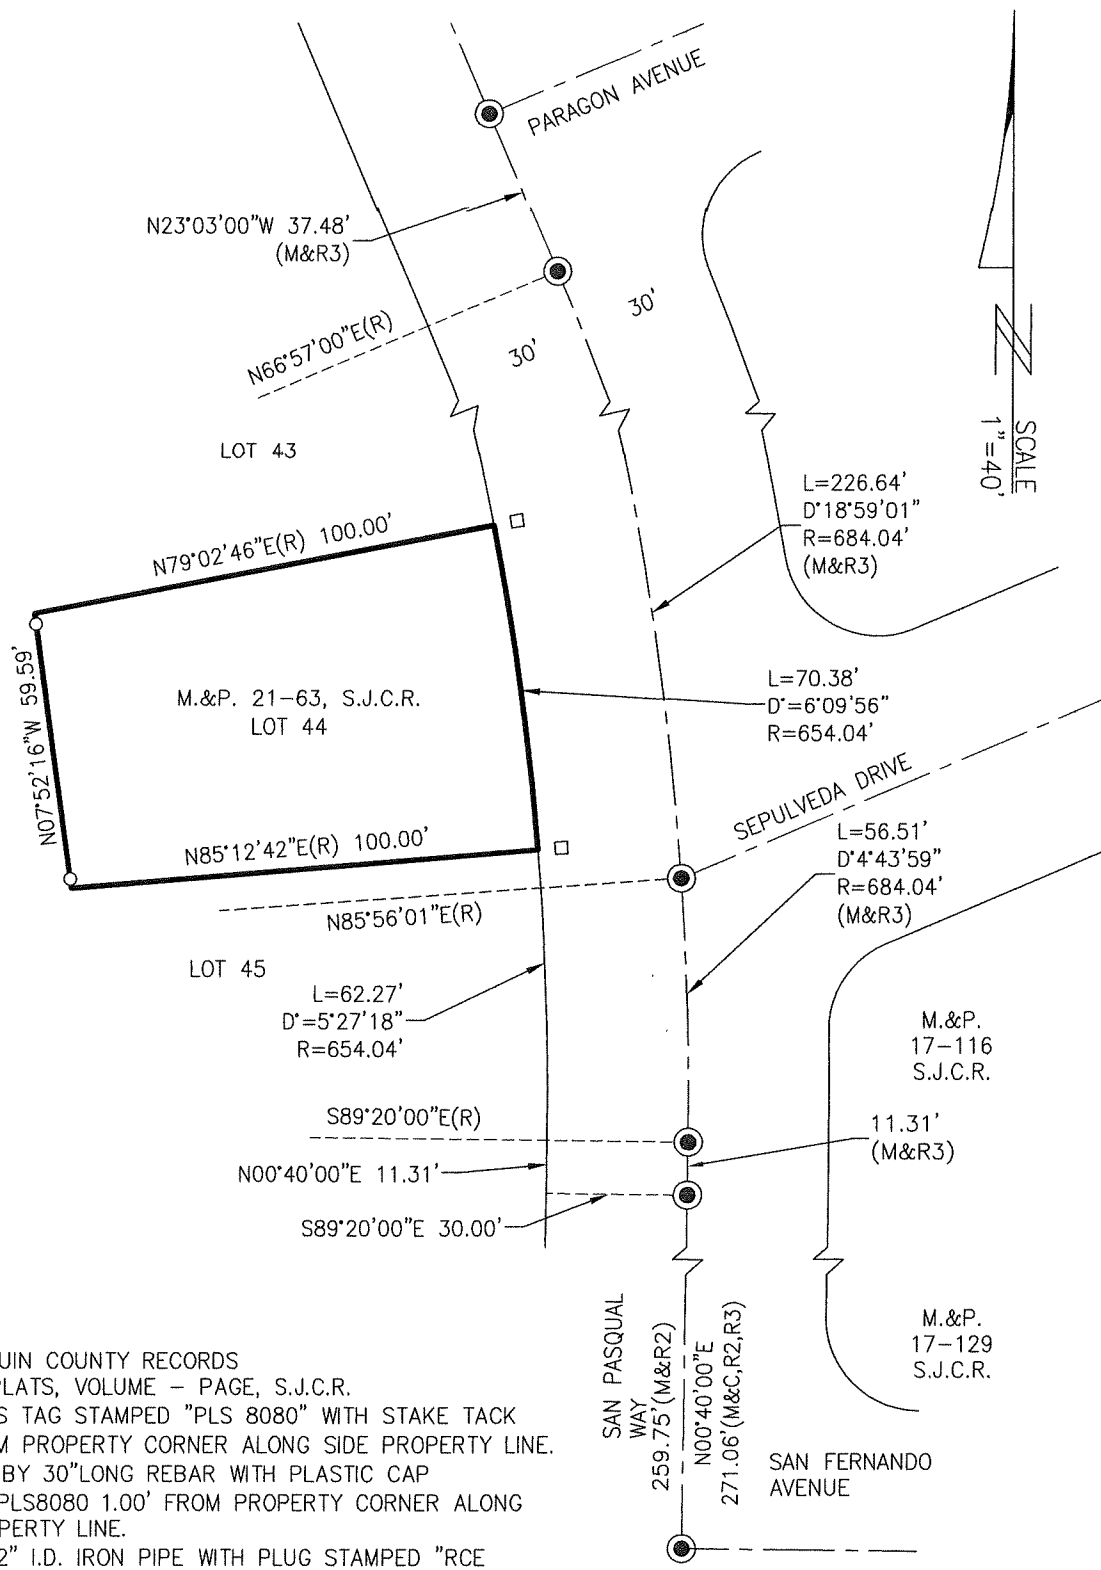 PARAGON AVENUE
N23°03'00"W 37.48'
(M&R3)
N66°57'00"E(R)
30'
30'
SCALE
1"=40'
LOT 43
L=226.64'
D°18°59'01"
R=684.04'
(M&R3)
N79°02'46"E(R) 100.00'
N07°52'16"W 59.59'
M.&P. 21-63, S.J.C.R.
LOT 44
L=70.38'
D°=6°09'56"
R=654.04'
SEPULVEDA DRIVE
N85°12'42"E(R) 100.00'
L=56.51'
D°4°43'59"
R=684.04'
(M&R3)
N85°56'01"E(R)
LOT 45
L=62.27'
D°=5°27'18"
R=654.04'
M.&P.
17-116
S.J.C.R.
S89°20'00"E(R)
11.31'
(M&R3)
N00°40'00"E 11.31'
S89°20'00"E 30.00'
SAN PASQUAL
WAY
259.75'(M&R2)
N00°40'00"E
271.06'(M&C,R2,R3)
M.&P.
17-129
S.J.C.R.
SAN FERNANDO
AVENUE
UIN COUNTY RECORDS
PLATS, VOLUME - PAGE, S.J.C.R.
S TAG STAMPED "PLS 8080" WITH STAKE TACK
M PROPERTY CORNER ALONG SIDE PROPERTY LINE.
BY 30"LONG REBAR WITH PLASTIC CAP
PLS8080 1.00' FROM PROPERTY CORNER ALONG
PERTY LINE.
2" I.D. IRON PIPE WITH PLUG STAMPED "RCE